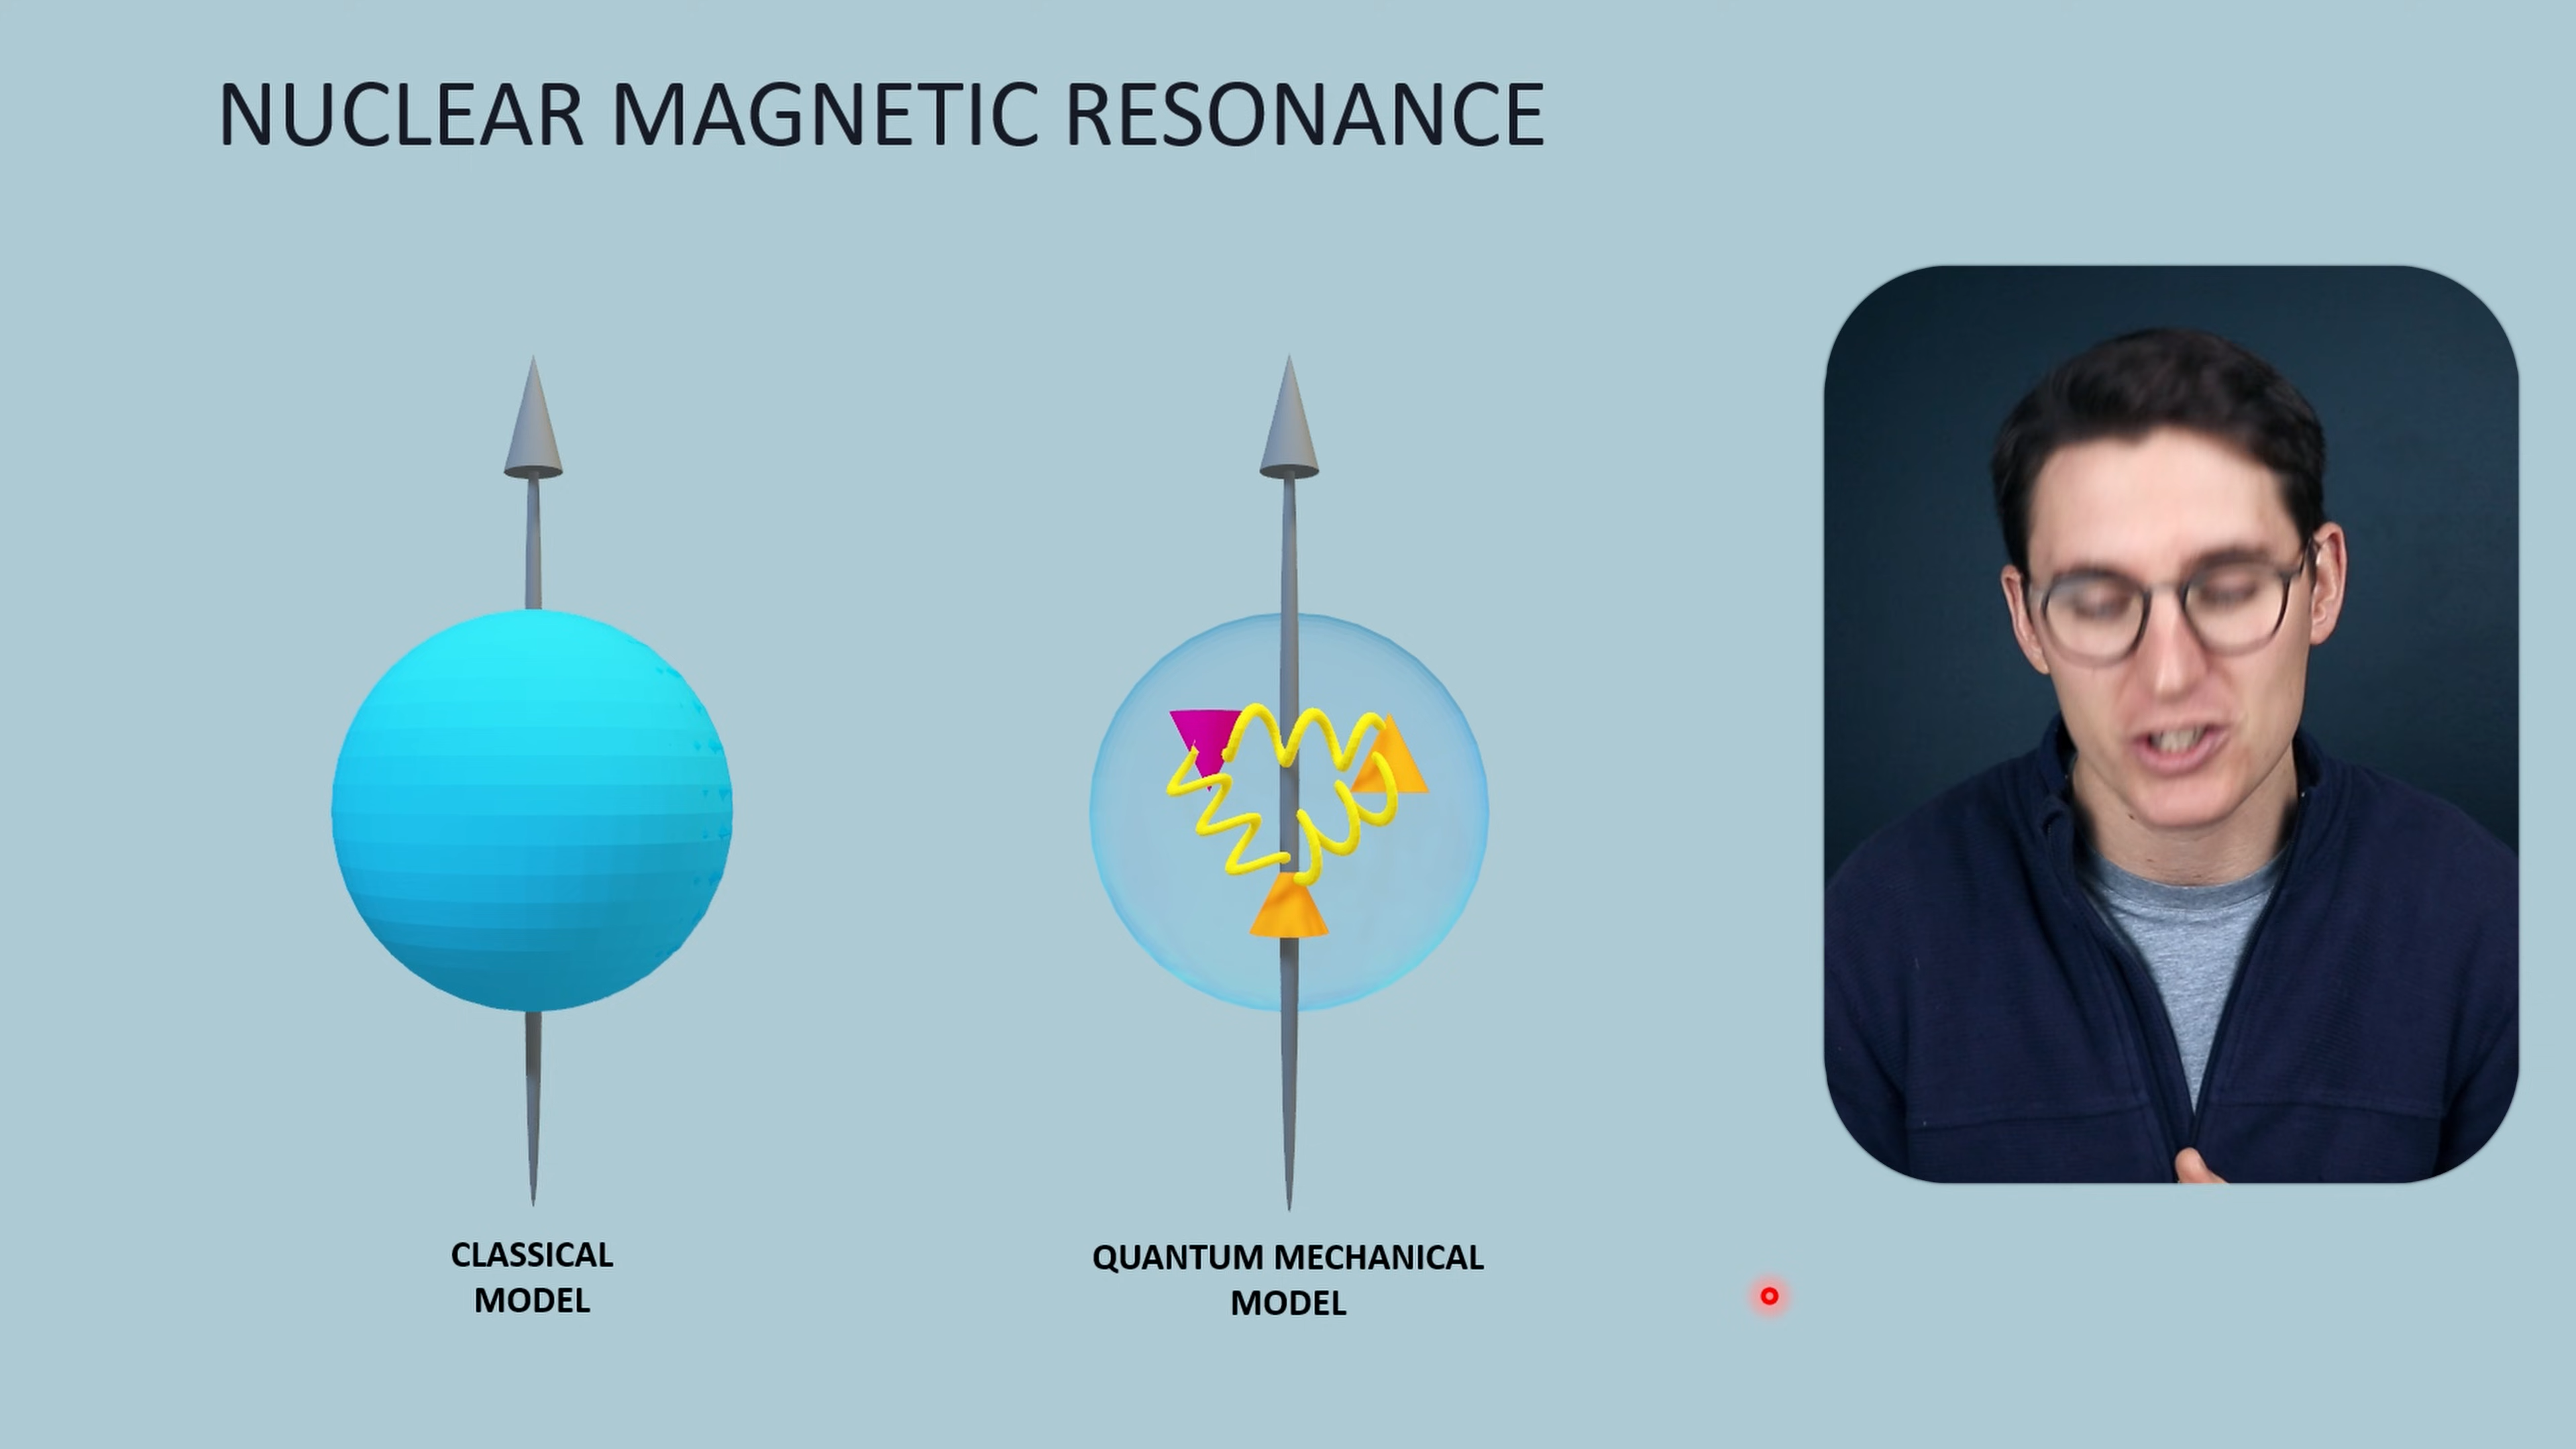 NUCLEAR MAGNETIC RESONANCE
CLASSICAL
MODEL
QUANTUM MECHANICAL
MODEL